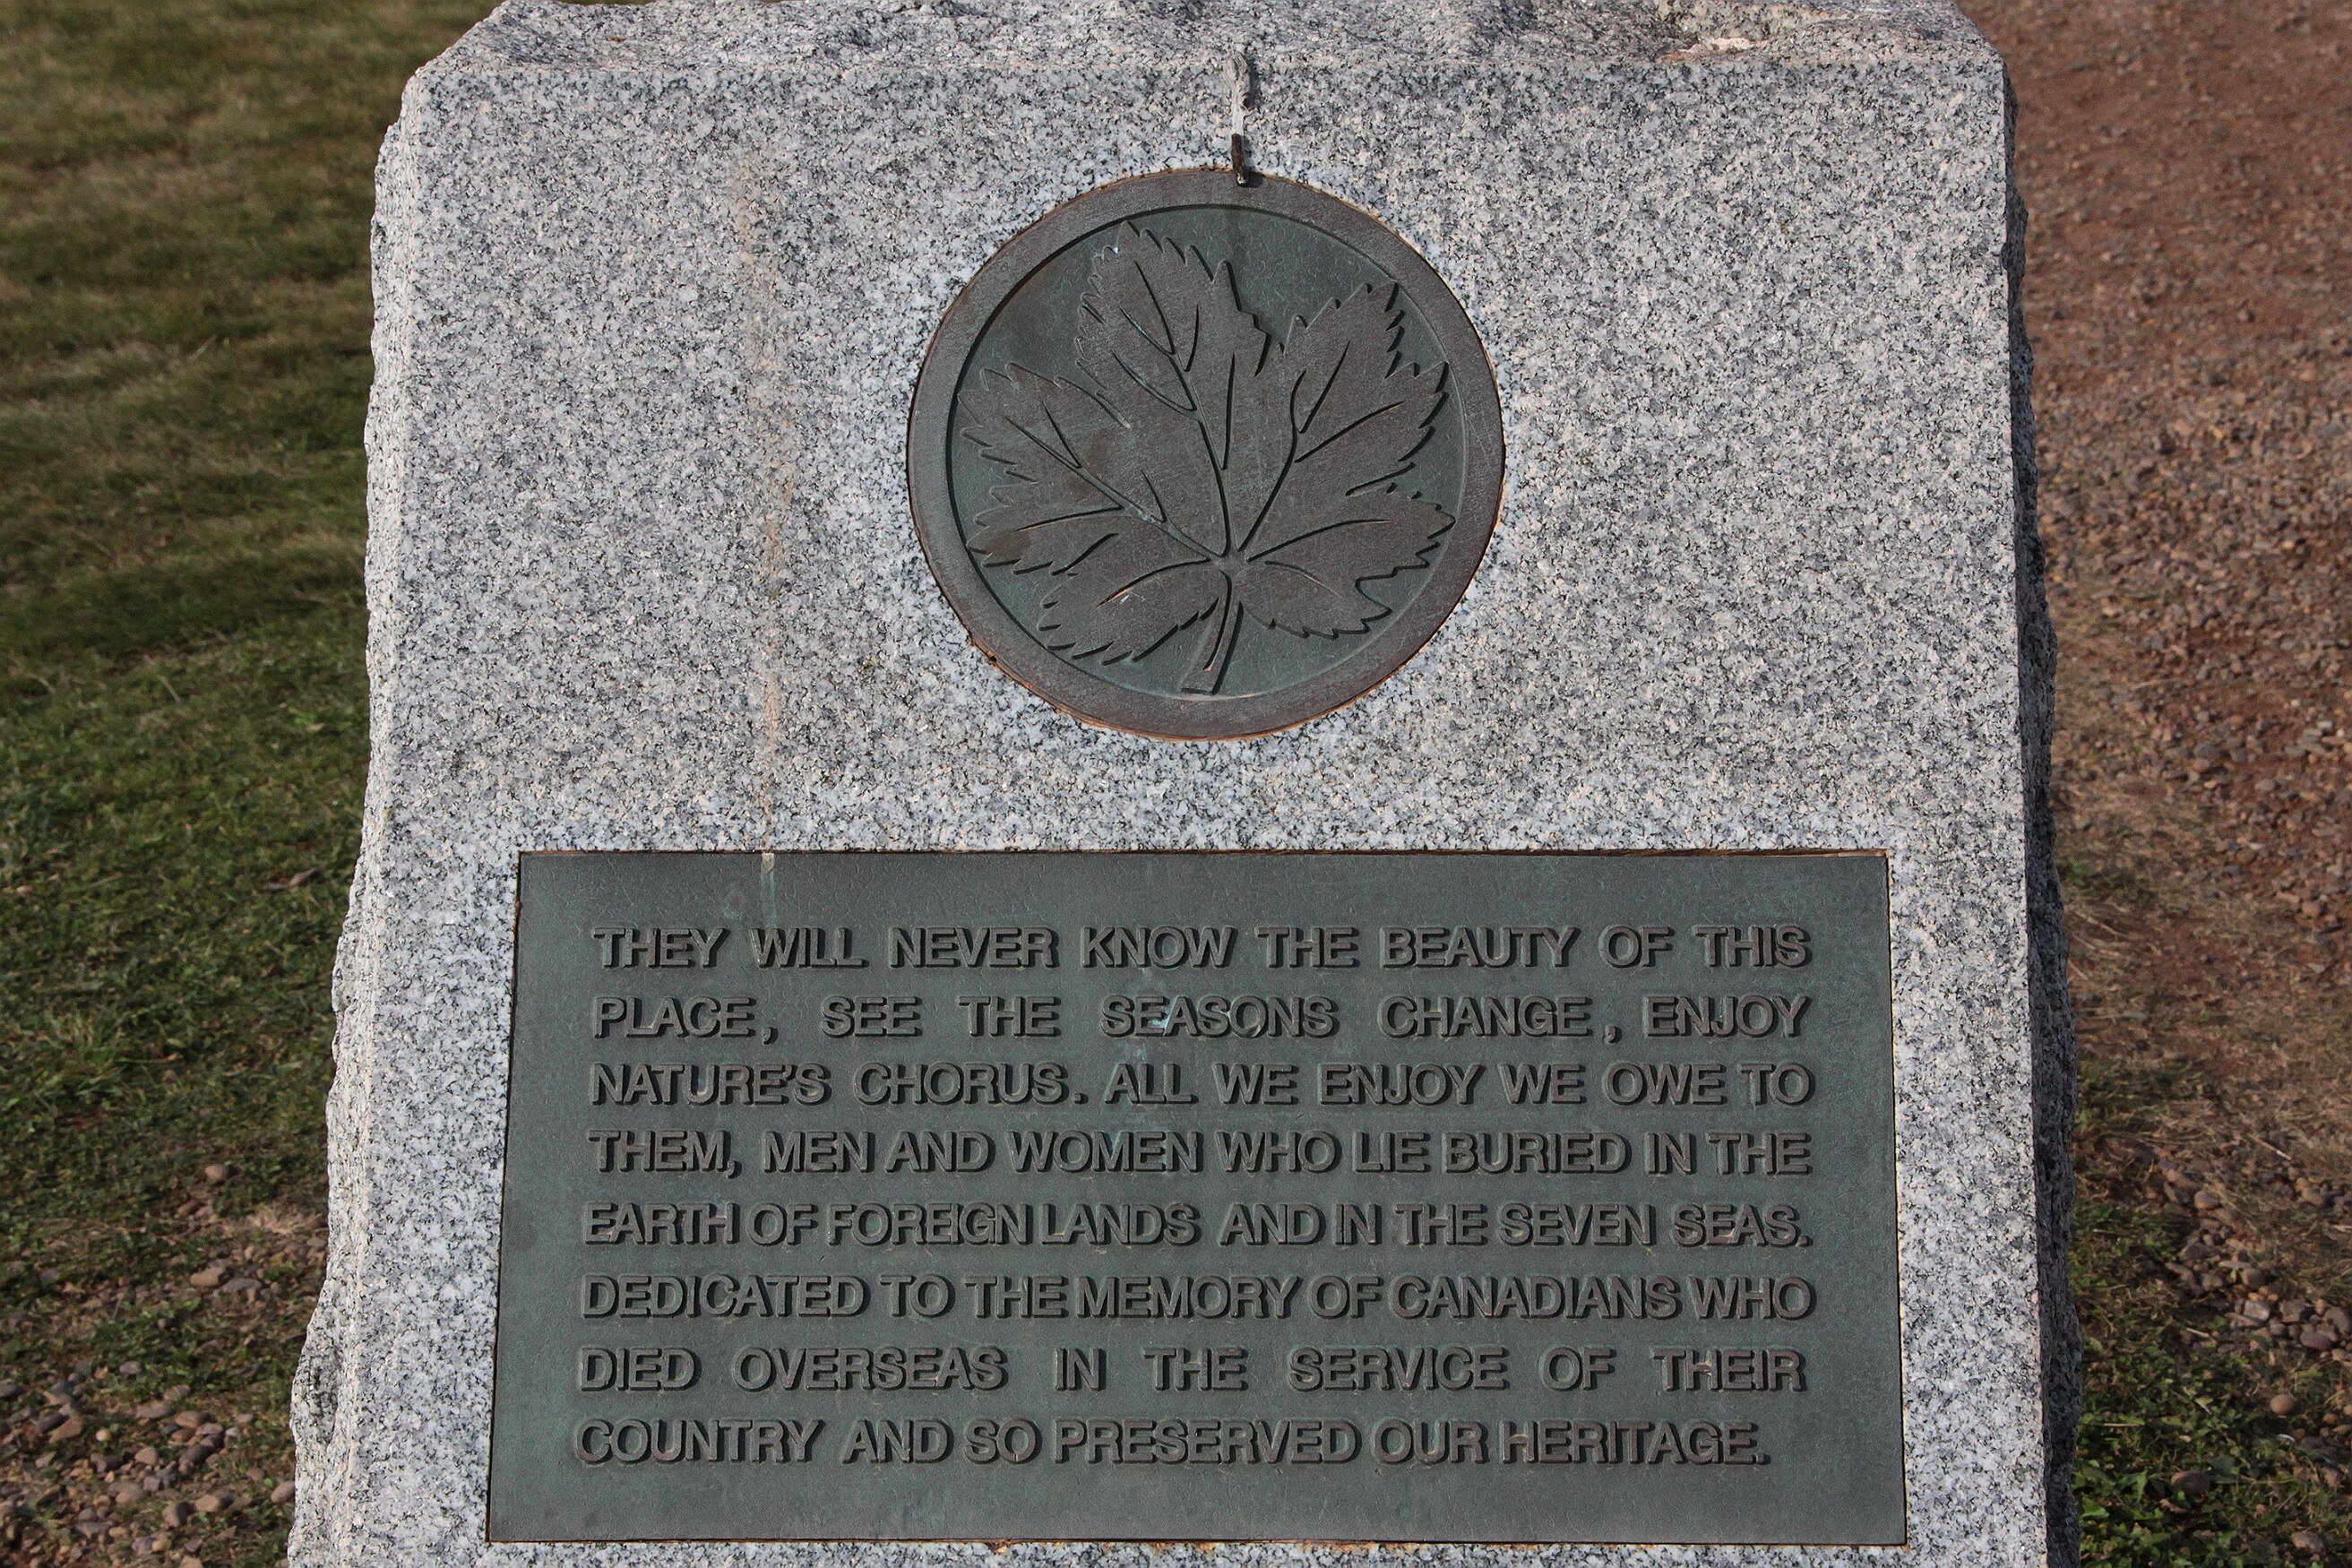 THEY WILL NEVER KNOW THE BEAUTY OF THIS
PLACE, SEE THE SEASONS CHANGE, ENJOY
NATURE'S CHORUS. ALL WE ENJOY WE OWE TO
THEM, MEN AND WOMEN WHO LIE BURIED IN THE
EARTH OF FOREIGN LANDS AND IN THE SEVEN SEAS.
DEDICATED TO THE MEMORY OF CANADIANS WHO
DIED OVERSEAS IN THE SERVICE OF THEIR
COUNTRY AND SO PRESERVED OUR HERITAGE.